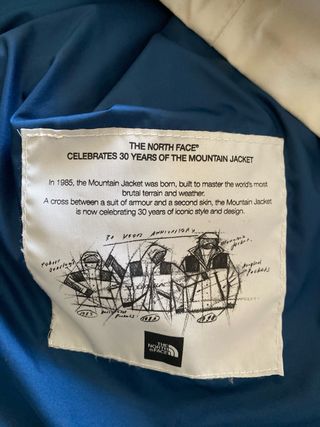 THE NORTH FACE®
CELEBRATES 30 YEARS OF THE MOUNTAIN JACKET
In 1985, the Mountain Jacket was born, built to master the world's most
brutal terrain and weather.
A cross between a suit of armour and a second skin, the Mountain Jacket
is now celebrating 30 years of iconic style and design.
30 YEAR ANNIVERSARY
1985
THE
NORTH
FACE